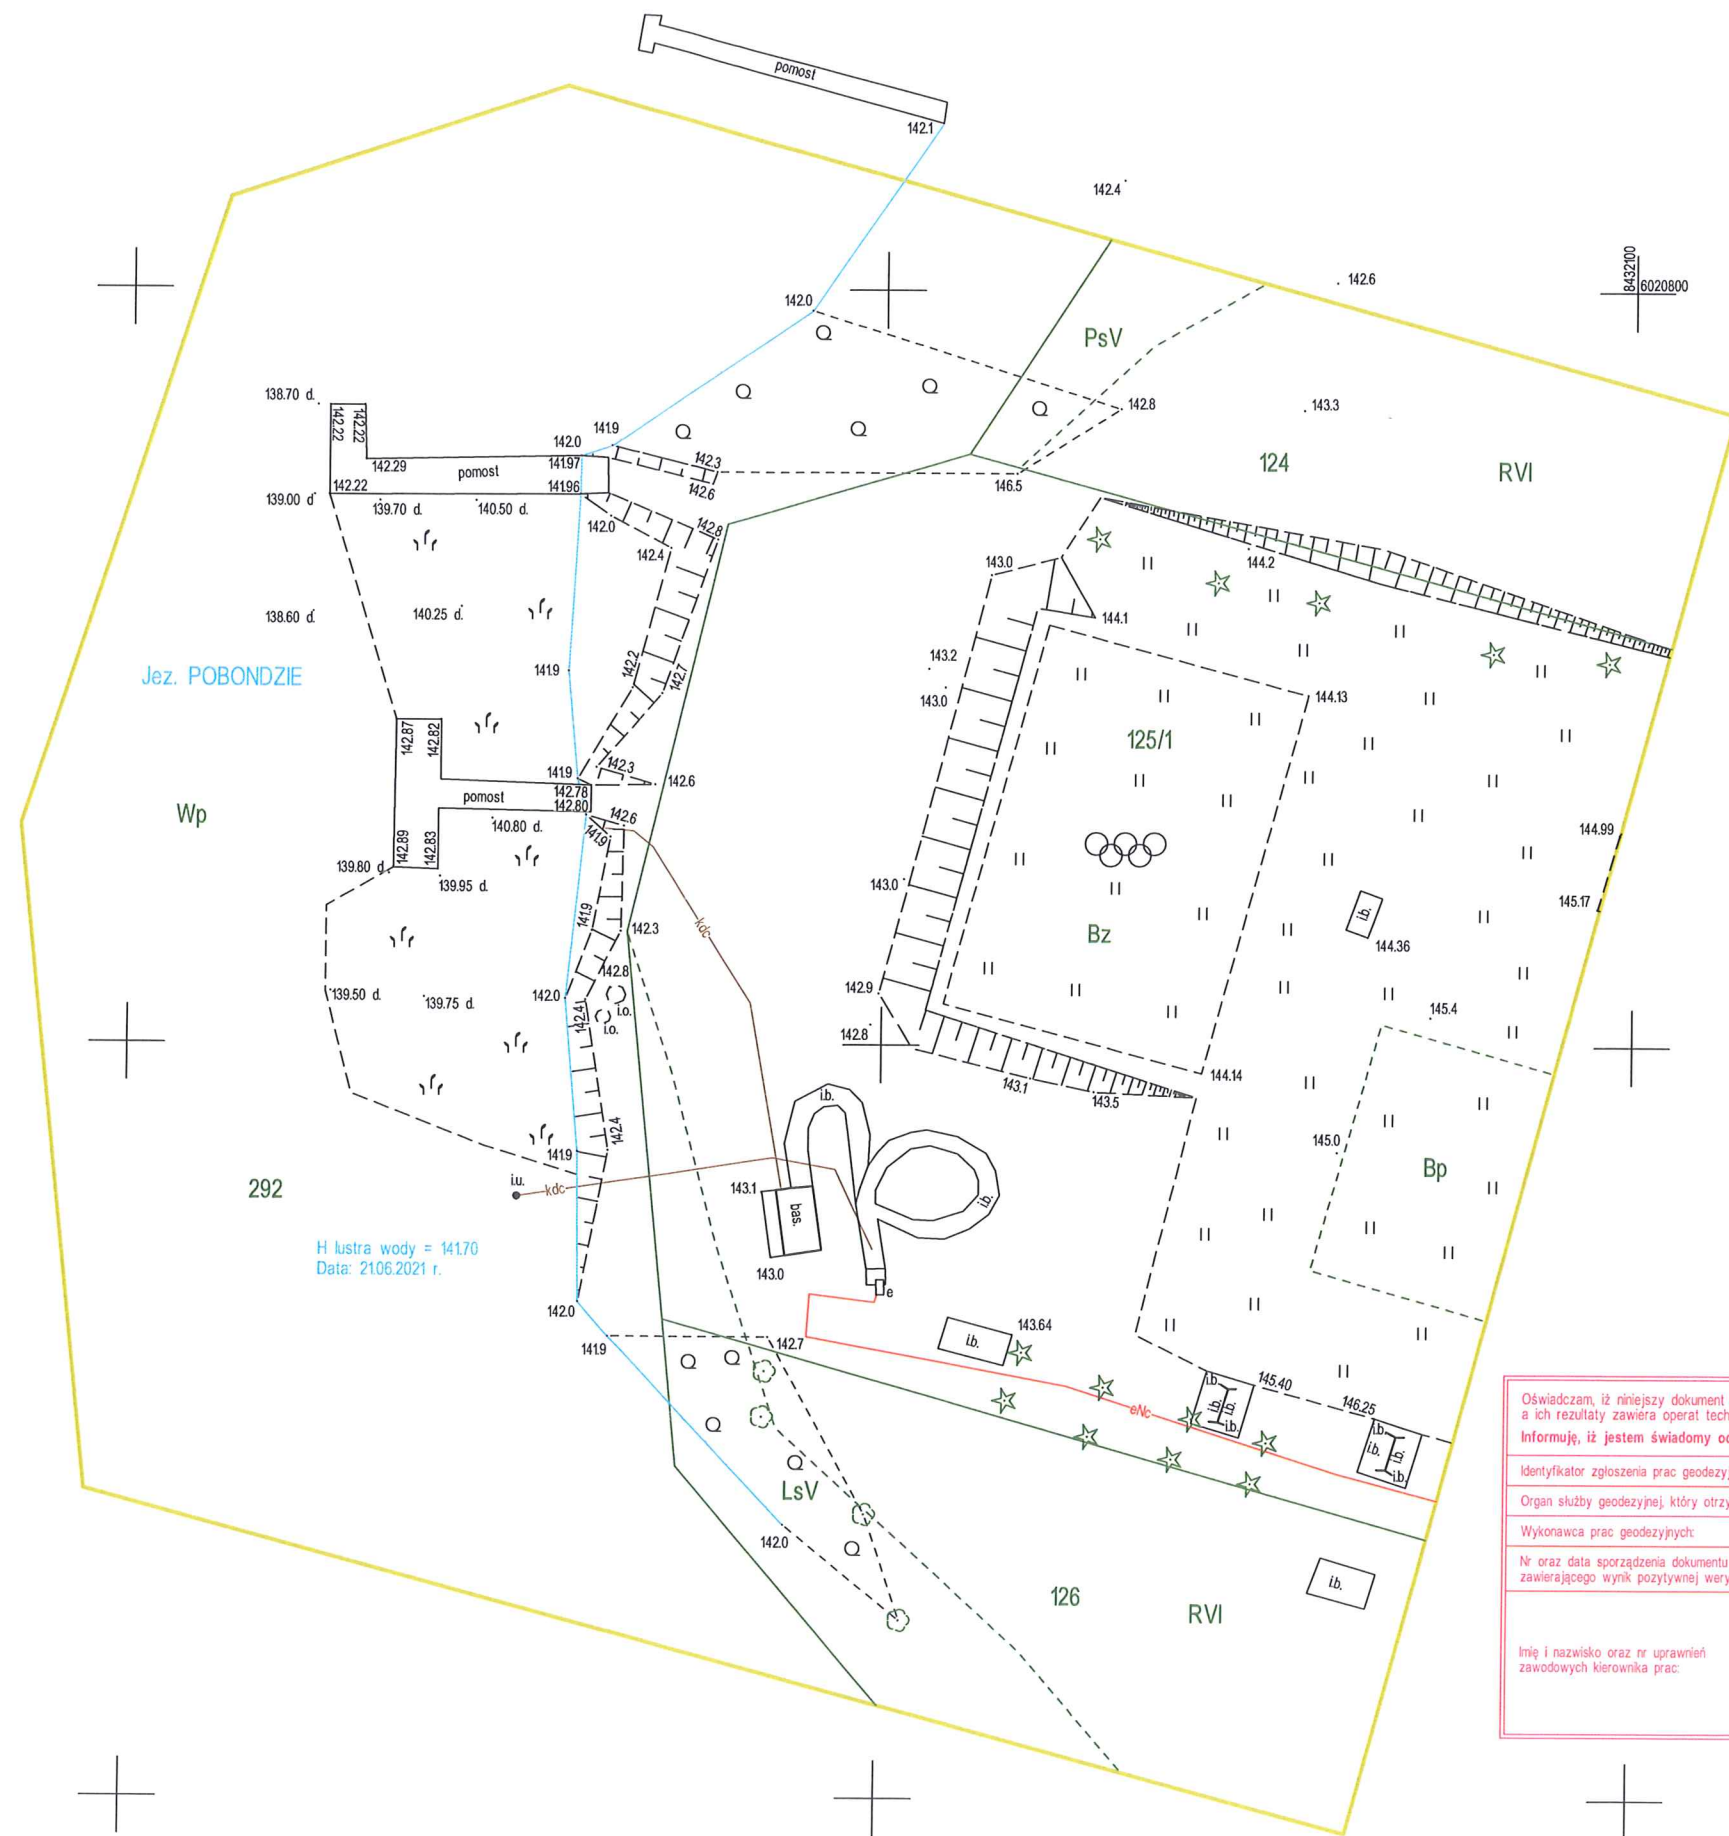 pomost
142.1
142.4
8432100
6020800
142.6
142.0
PsV
138.70 d.
142.22
142.22
141.9
142.0
142.8
143.3
142.29
pomost
141.97
142.3
124
RVI
139.00 d
142.22
141.96
142.6
146.5
139.70 d.
140.50 d.
142.0
142.8
142.4
144.2
143.0
138.60 d.
140.25 d.
144.1
Jez. POBONDZIE
141.9
142.2
142.7
143.2
143.0
144.13
142.87
142.82
125/1
141.9
142.3
142.6
142.78
pomost
142.80
Wp
140.80 d.
142.6
141.9
144.99
142.89
142.83
139.80 d
139.95 d.
143.0
145.17
i.b.
141.9
142.3
kdc
Bz
144.36
139.50 d.
139.75 d.
142.0
142.8
142.4
i.o.
i.o.
142.9
145.4
142.8
144.14
143.1
143.5
i.b.
142.4
145.0
141.9
Bp
292
i.u.
kdc
143.1
bas.
i.b.
H lustra wody = 141.70
Data: 21.06.2021 r.
143.0
e
142.0
143.64
i.b.
141.9
142.7
145.40
146.25
i.b.
i.b.
i.b.
i.b.
i.b.
i.b.
i.b.
i.b.
eNc
LsV
142.0
126
RVI
i.b.
Oświadczam, iż niniejszy dokument
a ich rezultaty zawiera operat tech
Informuję, iż jestem świadomy od
Identyfikator zgłoszenia prac geodezyj
Organ służby geodezyjnej, który otrzy
Wykonawca prac geodezyjnych:
Nr oraz data sporządzenia dokumentu
zawierającego wynik pozytywnej wery
Imię i nazwisko oraz nr uprawnień
zawodowych kierownika prac: